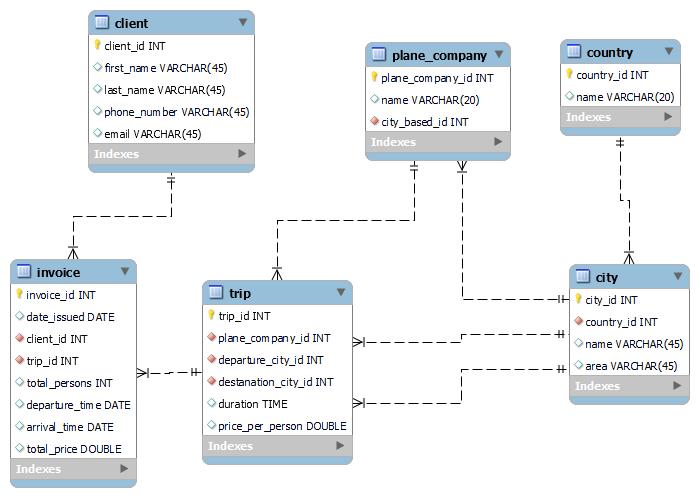 client
client_id INT
first_name VARCHAR(45)
last_name VARCHAR(45)
phone_number VARCHAR(45)
email VARCHAR(45)
Indexes
plane_company
plane_company_id INT
name VARCHAR(20)
city_based_id INT
Indexes
country
country_id INT
name VARCHAR(20)
Indexes
invoice
invoice_id INT
date_issued DATE
client_id INT
trip_id INT
total_persons INT
departure_time DATE
arrival_time DATE
total_price DOUBLE
Indexes
trip
trip_id INT
plane_company_id INT
departure_city_id INT
destanation_city_id INT
duration TIME
price_per_person DOUBLE
Indexes
city
city_id INT
country_id INT
name VARCHAR(45)
area VARCHAR(45)
Indexes